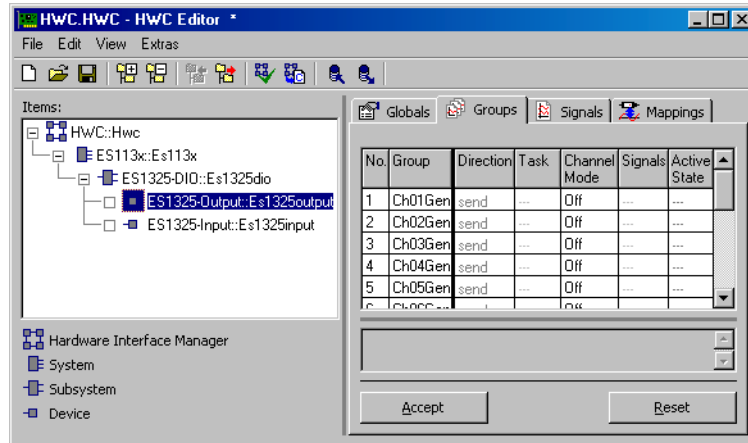 HWC.HWC - HWC Editor *
File Edit View Extras
Items:
HWC::Hwc
ES113x::Es113x
ES1325-DIO::Es1325dio
ES1325-Output::Es1325output
ES1325-Input::Es1325input
Hardware Interface Manager
System
Subsystem
Device
Globals Groups Signals Mappings
No. Group Direction Task Channel Mode Signals Active State
1 Ch01Gen send --- Off --- ---
2 Ch02Gen send --- Off --- ---
3 Ch03Gen send --- Off --- ---
4 Ch04Gen send --- Off --- ---
5 Ch05Gen send --- Off --- ---
Accept Reset